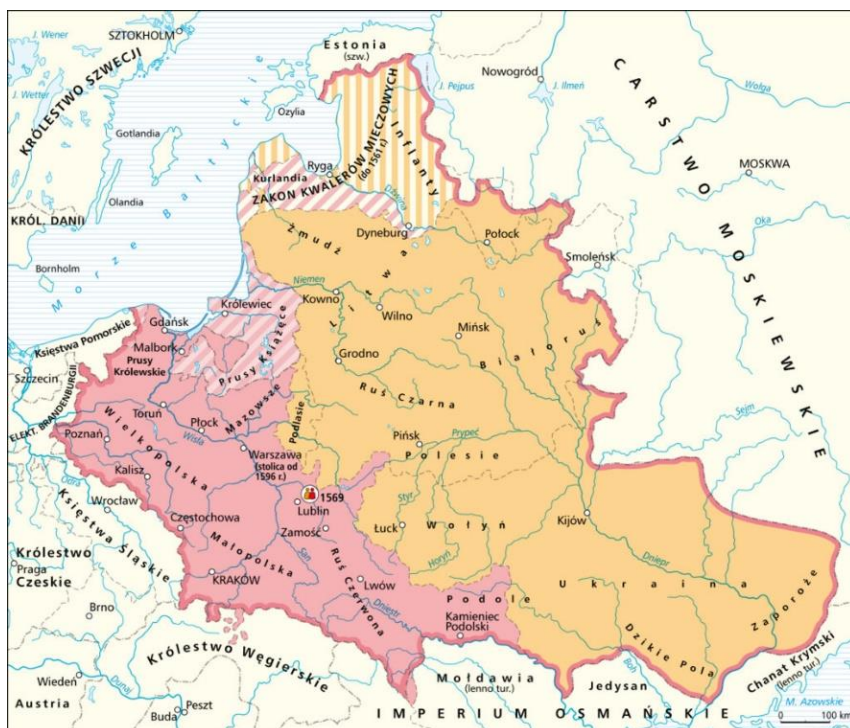 J. Wener
SZTOKHOLM
Estonia
(szw.)
Nowogród
J. Ilmeń
J. Pejpus
Wołga
J. Wetter
KRÓLESTWO SZWECJI
Gotlandia
Ozylia
CARSTWO MOSKIEWSKIE
ZAKON KWALERÓW MIECZOWYCH
(do 1561 r.)
Inflanty
Ryga
Kurlandia
MOSKWA
Olandia
Dźwina
Oka
KRÓL. DANII
Morze Bałtyckie
Dyneburg
Połock
Żmudź
Smoleńsk
Bornholm
Litwa
Niemen
Kowno
Wilno
Królewiec
Gdańsk
Mińsk
Białoruś
Księstwa Pomorskie
Malbork
Prusy
Królewskie
Prusy Książęce
Grodno
Szczecin
Ruś Czarna
ELEKT. BRANDENBURGII
Toruń
Płock
Mazowsze
Podlasie
Sejm
Wielkopolska
Poznań
Wisła
Pińsk
Prypeć
Warszawa
(stolica od
1596 r.)
Polesie
Kalisz
Odra
1569
Lublin
Styr
Wrocław
Księstwa Śląskie
Częstochowa
Zamość
Łuck
Wołyń
Kijów
Królestwo
Czeskie
Praga
Małopolska
San
Horyń
Dniepr
KRAKÓW
Ruś Czerwona
Lwów
Ukraina
Zaporoże
Brno
Dniestr
Podole
Kamieniec
Podolski
Dzikie Pola
Królestwo Węgierskie
Boh
Chanat Krymski
(lenno tur.)
Wiedeń
Dunaj
Mołdawia
(lenno tur.)
Jedysan
Austria
Peszt
Buda
IMPERIUM OSMAŃSKIE
M. Azowskie
0
100 km